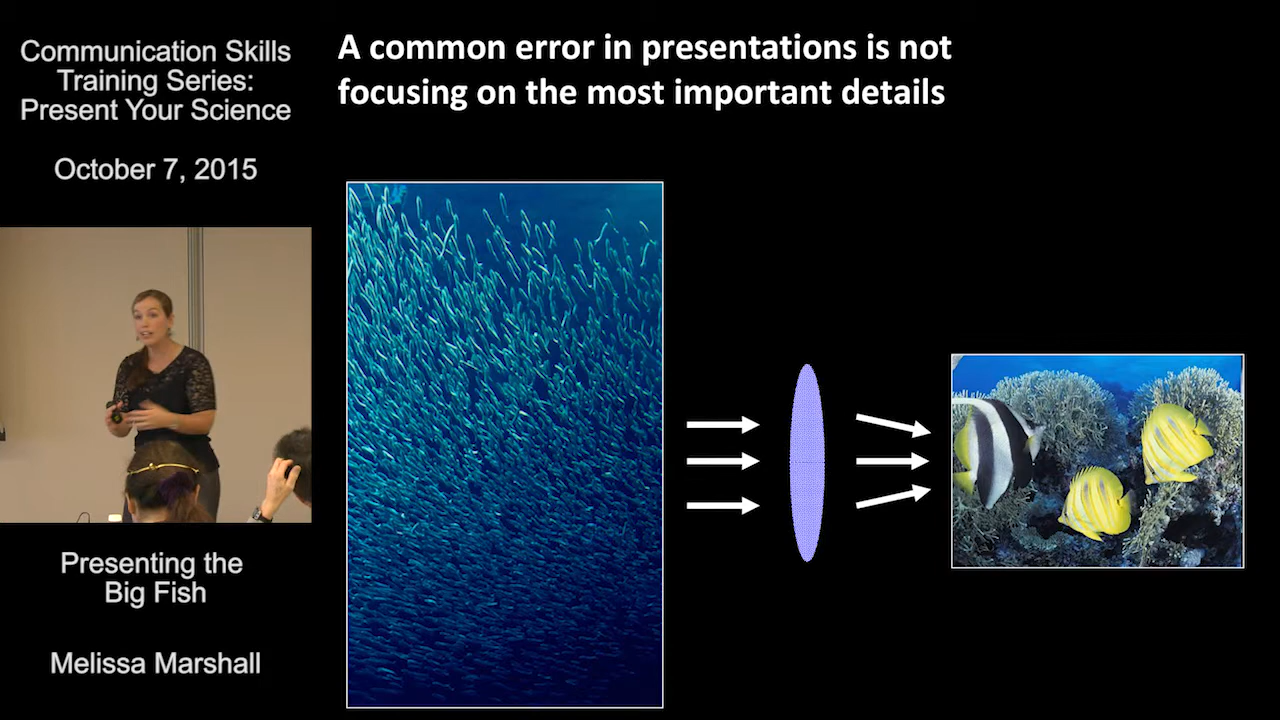 Communication Skills
Training Series:
Present Your Science
October 7, 2015
Presenting the
Big Fish
Melissa Marshall
A common error in presentations is not
focusing on the most important details